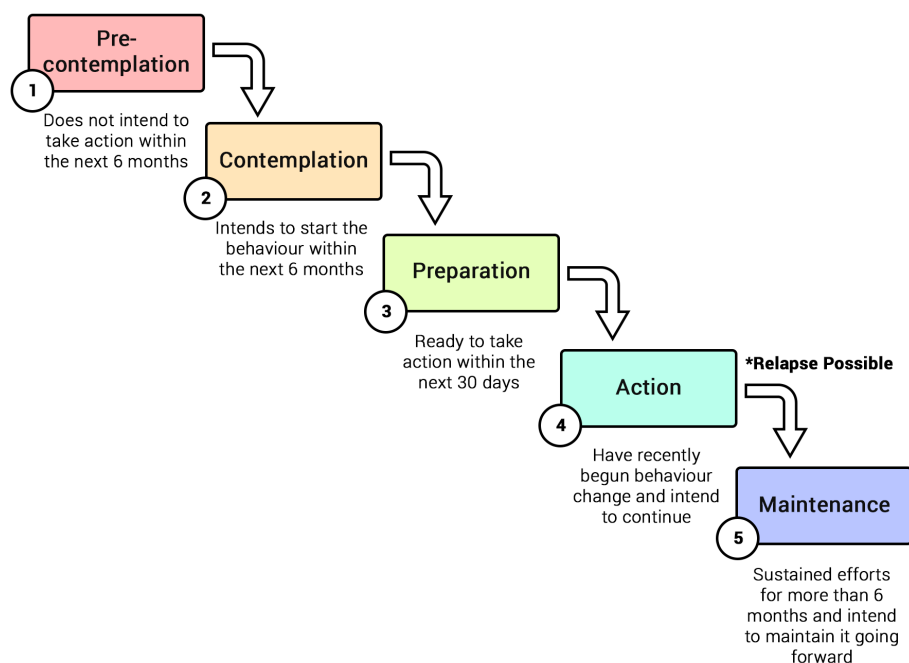 Pre-
contemplation
1
Does not intend to
take action within
the next 6 months
Contemplation
2
Intends to start the
behaviour within
the next 6 months
Preparation
3
Ready to take
action within the
next 30 days
*Relapse Possible
Action
4
Have recently
begun behaviour
change and intend
to continue
Maintenance
5
Sustained efforts
for more than 6
months and intend
to maintain it going
forward